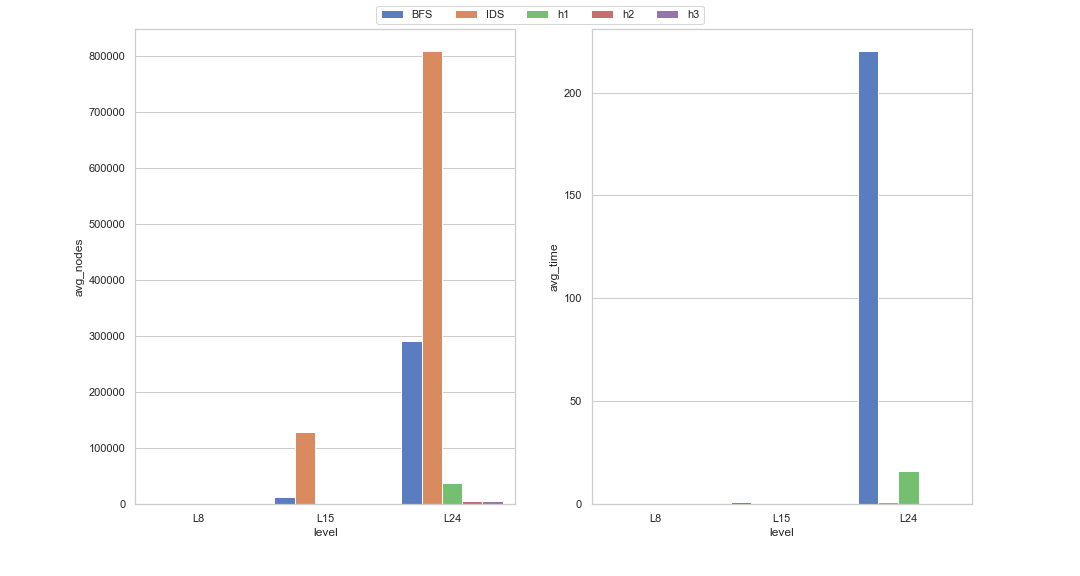 BFS IDS h1 h2 h3
800000
700000
600000
500000
400000
300000
200000
100000
0
avg_nodes
L8 L15 L24
level
200
150
100
50
0
avg_time
L8 L15 L24
level